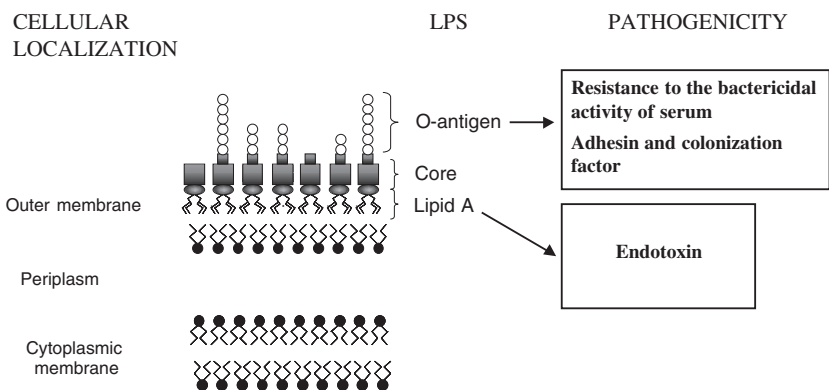 CELLULAR
LOCALIZATION
LPS
PATHOGENICITY
O-antigen
Core
Lipid A
Resistance to the bactericidal
activity of serum
Adhesin and colonization
factor
Endotoxin
Outer membrane
Periplasm
Cytoplasmic
membrane